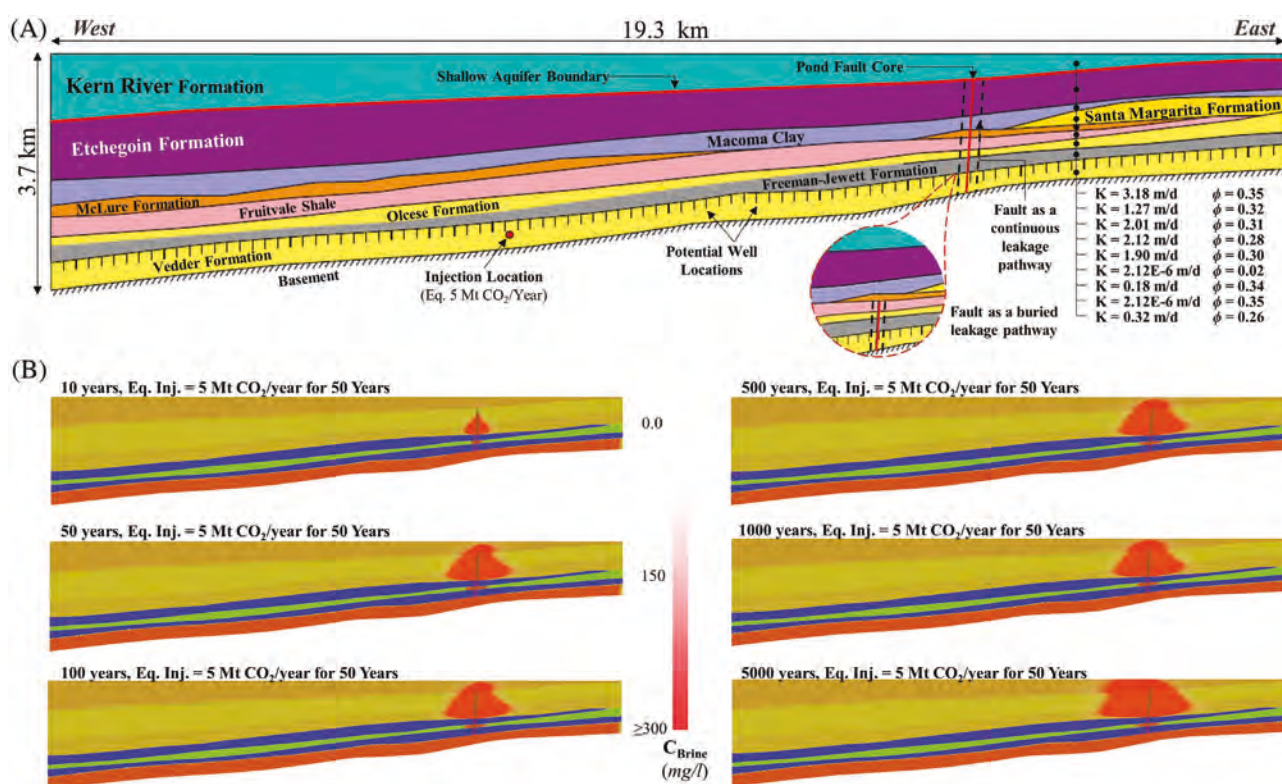 (A)
West
19.3 km
East
3.7 km
Kern River Formation
Shallow Aquifer Boundary
Pond Fault Core
Etchegoin Formation
Macoma Clay
Santa Margarita Formation
McLure Formation
Fruitvale Shale
Olcese Formation
Freeman-Jewett Formation
Vedder Formation
Basement
Injection Location
(Eq. 5 Mt CO₂/Year)
Potential Well
Locations
Fault as a
continuous
leakage
pathway
Fault as a buried
leakage pathway
K = 3.18 m/d ϕ = 0.35
K = 1.27 m/d ϕ = 0.32
K = 2.01 m/d ϕ = 0.31
K = 2.12 m/d ϕ = 0.28
K = 1.90 m/d ϕ = 0.30
K = 2.12E-6 m/d ϕ = 0.02
K = 0.18 m/d ϕ = 0.34
K = 2.12E-6 m/d ϕ = 0.35
K = 0.32 m/d ϕ = 0.26
(B)
10 years, Eq. Inj. = 5 Mt CO₂/year for 50 Years
500 years, Eq. Inj. = 5 Mt CO₂/year for 50 Years
50 years, Eq. Inj. = 5 Mt CO₂/year for 50 Years
1000 years, Eq. Inj. = 5 Mt CO₂/year for 50 Years
100 years, Eq. Inj. = 5 Mt CO₂/year for 50 Years
5000 years, Eq. Inj. = 5 Mt CO₂/year for 50 Years
0.0
150
≥300
C_Brine
(mg/l)